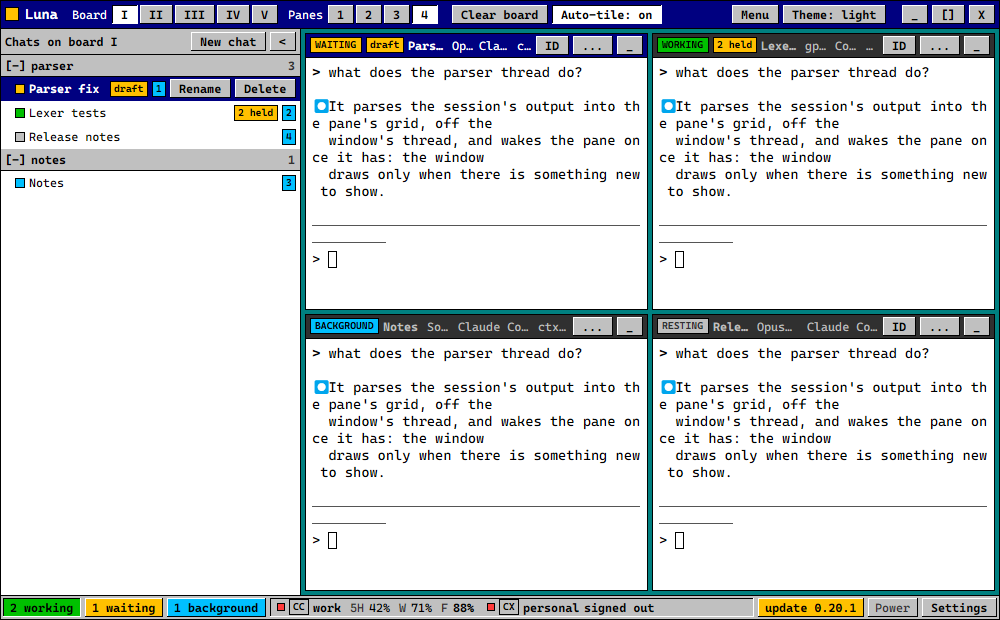 Luna Board I II III IV V Panes 1 2 3 4 Clear board Auto-tile: on Menu Theme: light _ [] X
Chats on board I New chat <
[-] parser 3
Parser fix draft 1 Rename Delete
Lexer tests 2 held 2
Release notes 4
[-] notes 1
Notes 3
WAITING draft Pars… Op… Cla… c… ID ... _
> what does the parser thread do?
It parses the session's output into th
e pane's grid, off the
window's thread, and wakes the pane on
ce it has: the window
draws only when there is something new
to show.
>
WORKING 2 held Lexe… gp… Co… … ID ... _
> what does the parser thread do?
It parses the session's output into th
e pane's grid, off the
window's thread, and wakes the pane on
ce it has: the window
draws only when there is something new
to show.
>
BACKGROUND Notes So… Claude Co… ctx… ... _
> what does the parser thread do?
It parses the session's output into th
e pane's grid, off the
window's thread, and wakes the pane on
ce it has: the window
draws only when there is something new
to show.
>
RESTING Rele… Opus… Claude Co… ID ... _
> what does the parser thread do?
It parses the session's output into th
e pane's grid, off the
window's thread, and wakes the pane on
ce it has: the window
draws only when there is something new
to show.
>
2 working 1 waiting 1 background CC work 5H 42% W 71% F 88% CX personal signed out update 0.20.1 Power Settings